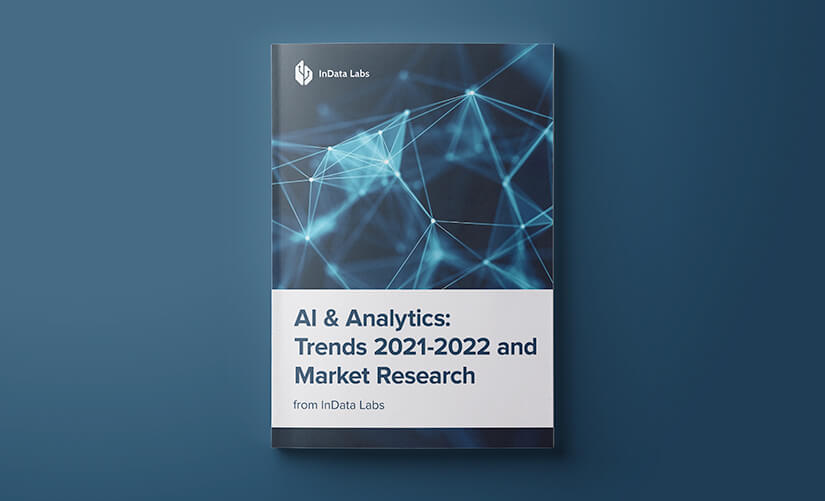 InData Labs
AI & Analytics:
Trends 2021-2022 and
Market Research
from InData Labs